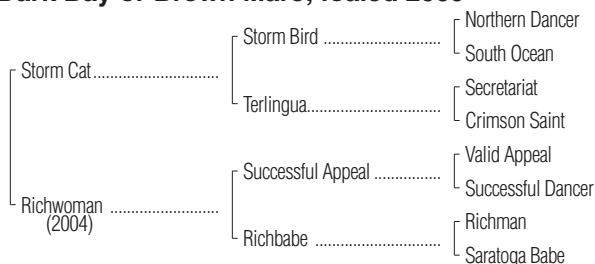 Dark Bay or Brown Mare; foaled 2009
Northern Dancer
Storm Bird ........................
South Ocean
Storm Cat..............................
Secretariat
Terlingua...............................
Crimson Saint
Valid Appeal
Successful Appeal ................
Successful Dancer
Richwoman ..........................
(2004)
Richman
Richbabe ..............................
Saratoga Babe